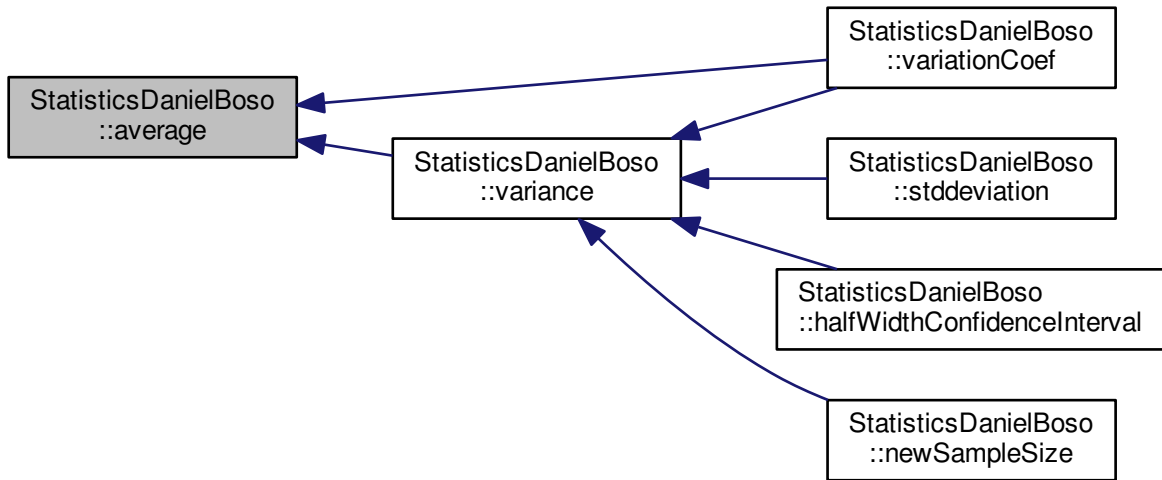 StatisticsDanielBoso
::average
StatisticsDanielBoso
::variance
StatisticsDanielBoso
::variationCoef
StatisticsDanielBoso
::stddeviation
StatisticsDanielBoso
::halfWidthConfidenceInterval
StatisticsDanielBoso
::newSampleSize